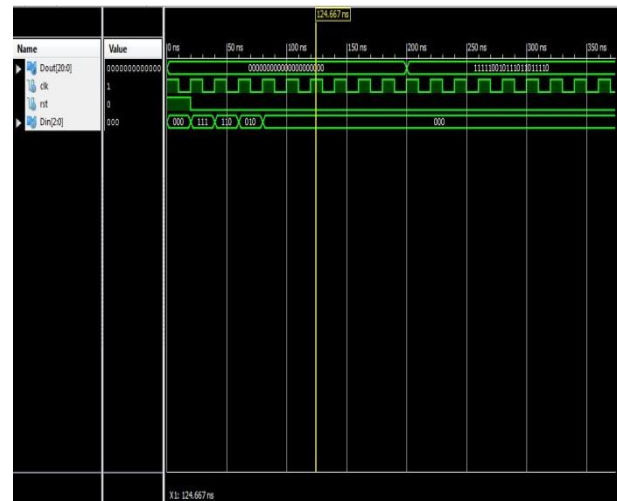 124.667 ns
Name Value 0 ns 50 ns 100 ns 150 ns 200 ns 250 ns 300 ns 350 ns
Dout[20:0] 0000000000000 000000000000000000000 111110010111011011110
clk 1
rst 0
Din[2:0] 000 000 111 110 010 000
X1: 124.667 ns